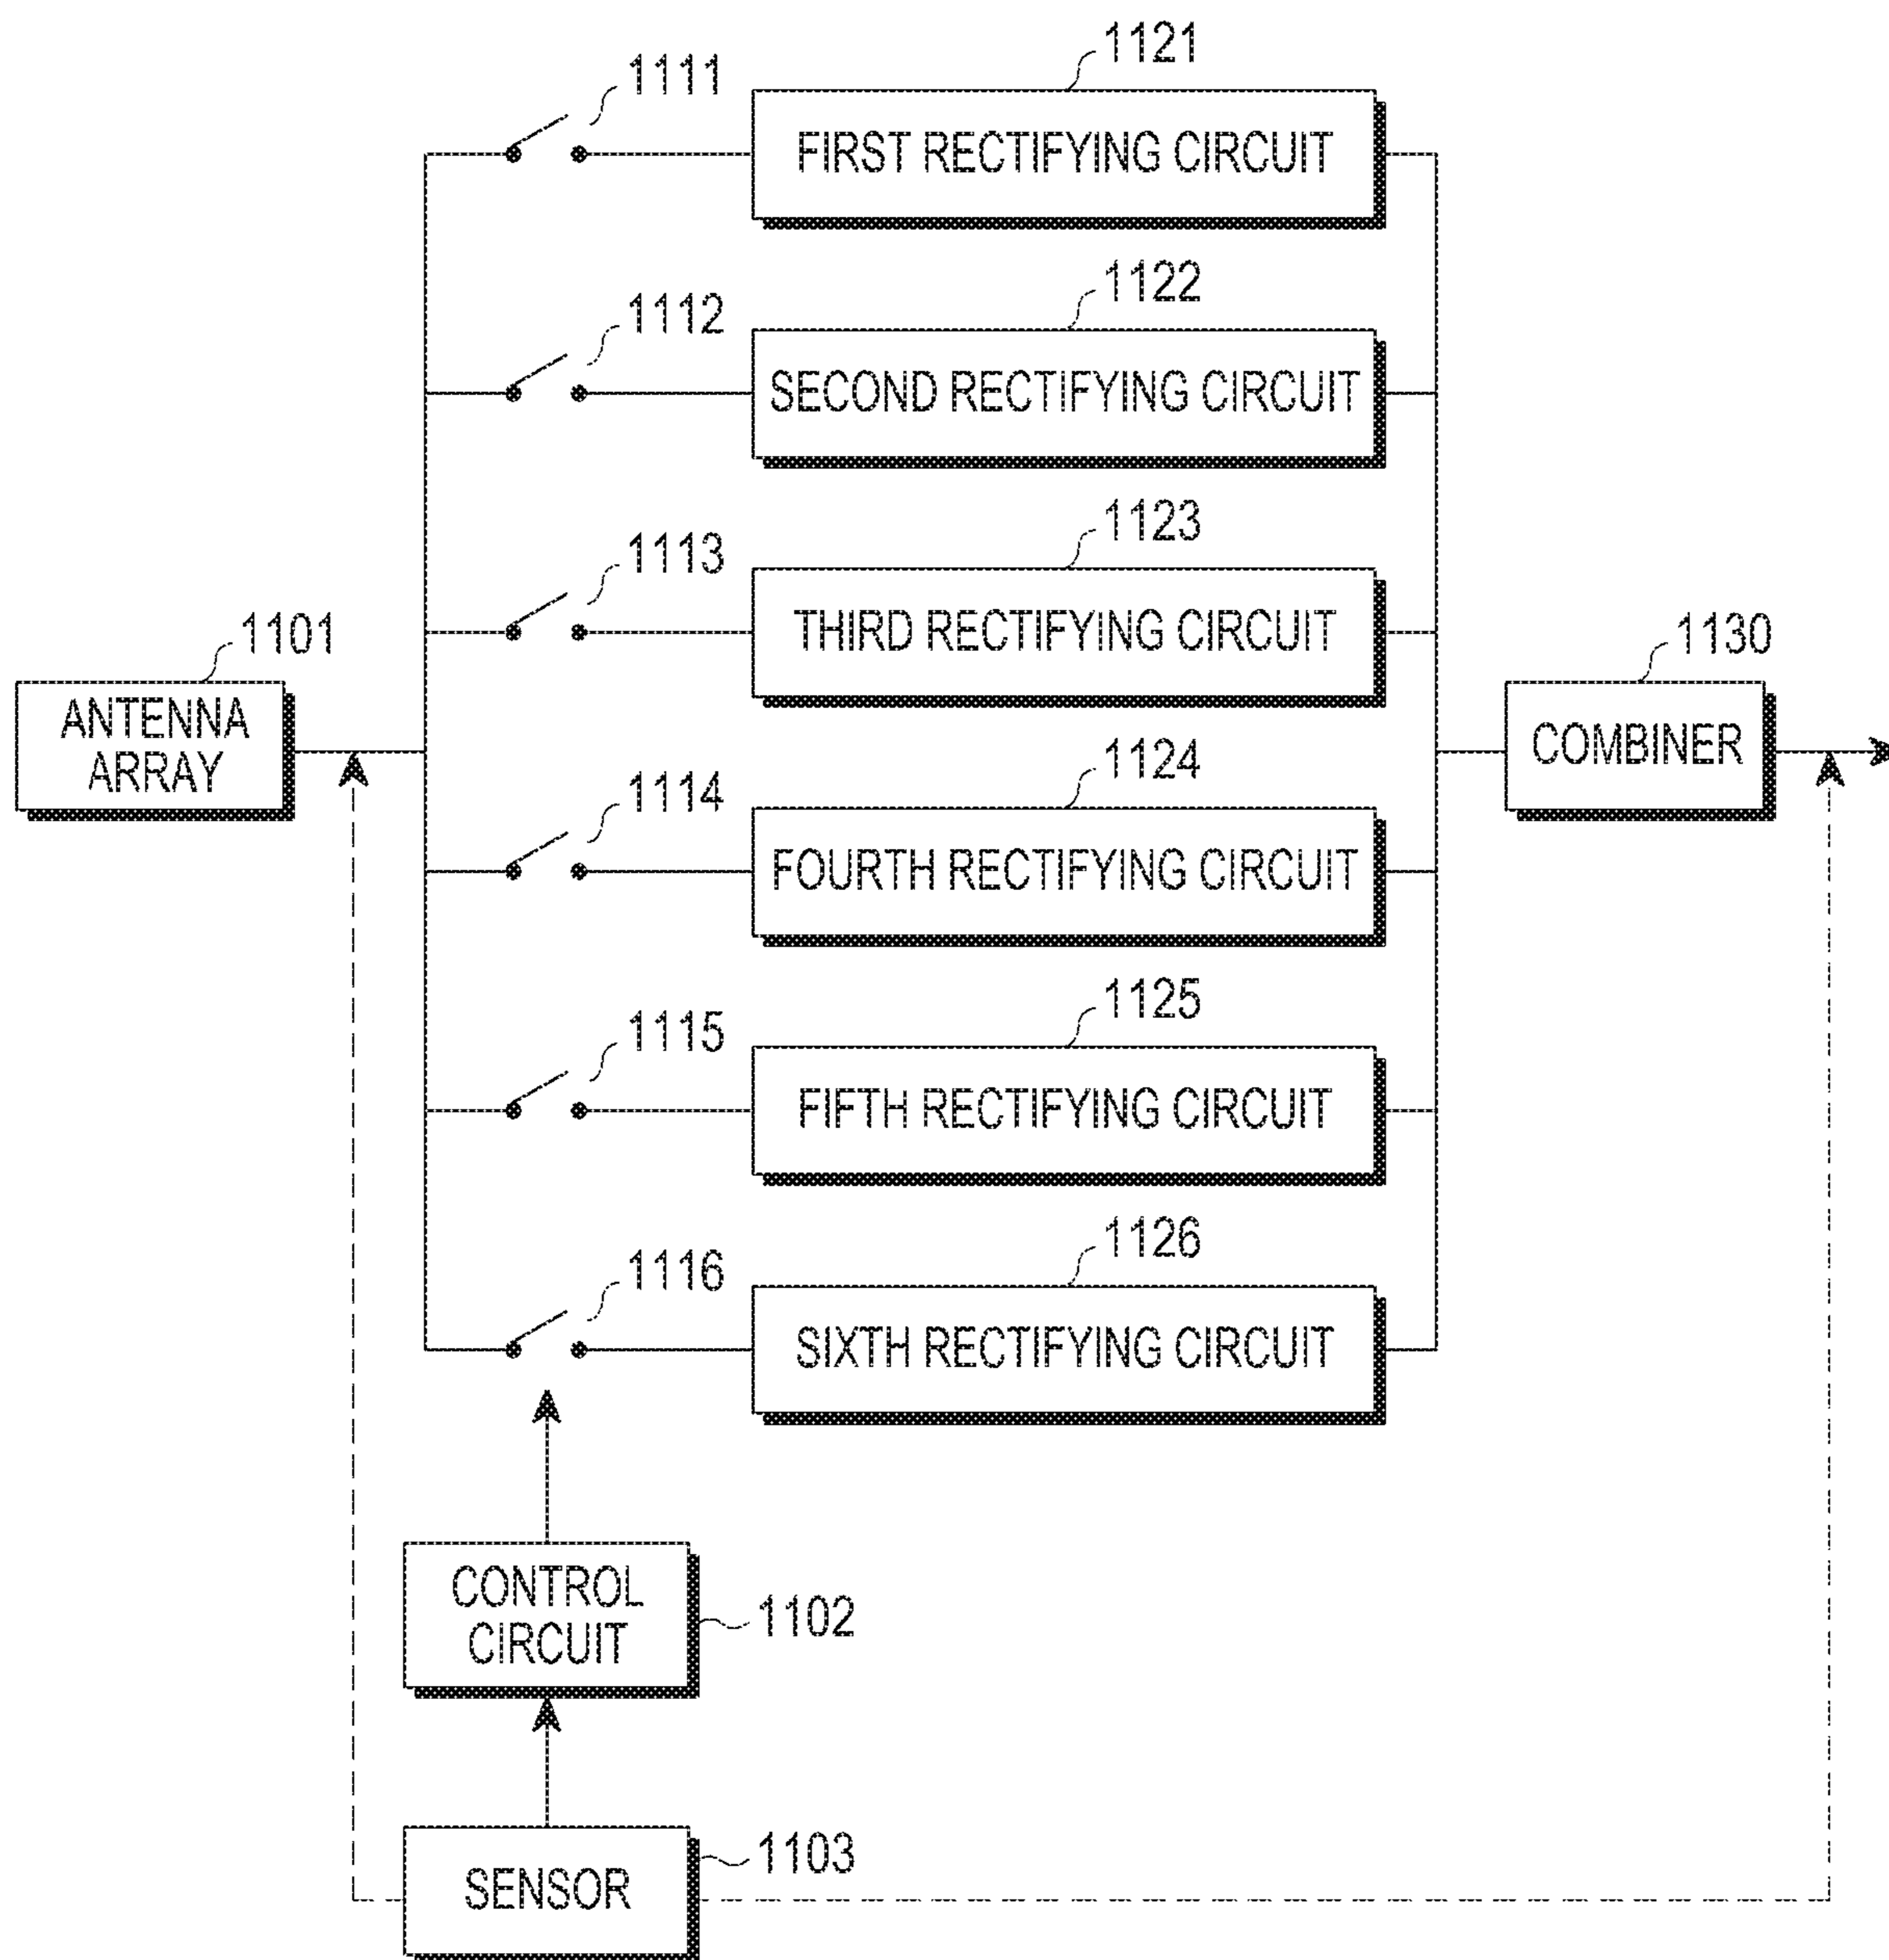 1121
1111
FIRST RECTIFYING CIRCUIT
1122
1112
SECOND RECTIFYING CIRCUIT
1123
1113
THIRD RECTIFYING CIRCUIT
1101
ANTENNA
ARRAY
1130
COMBINER
1124
1114
FOURTH RECTIFYING CIRCUIT
1125
1115
FIFTH RECTIFYING CIRCUIT
1126
1116
SIXTH RECTIFYING CIRCUIT
CONTROL
CIRCUIT
1102
SENSOR
1103